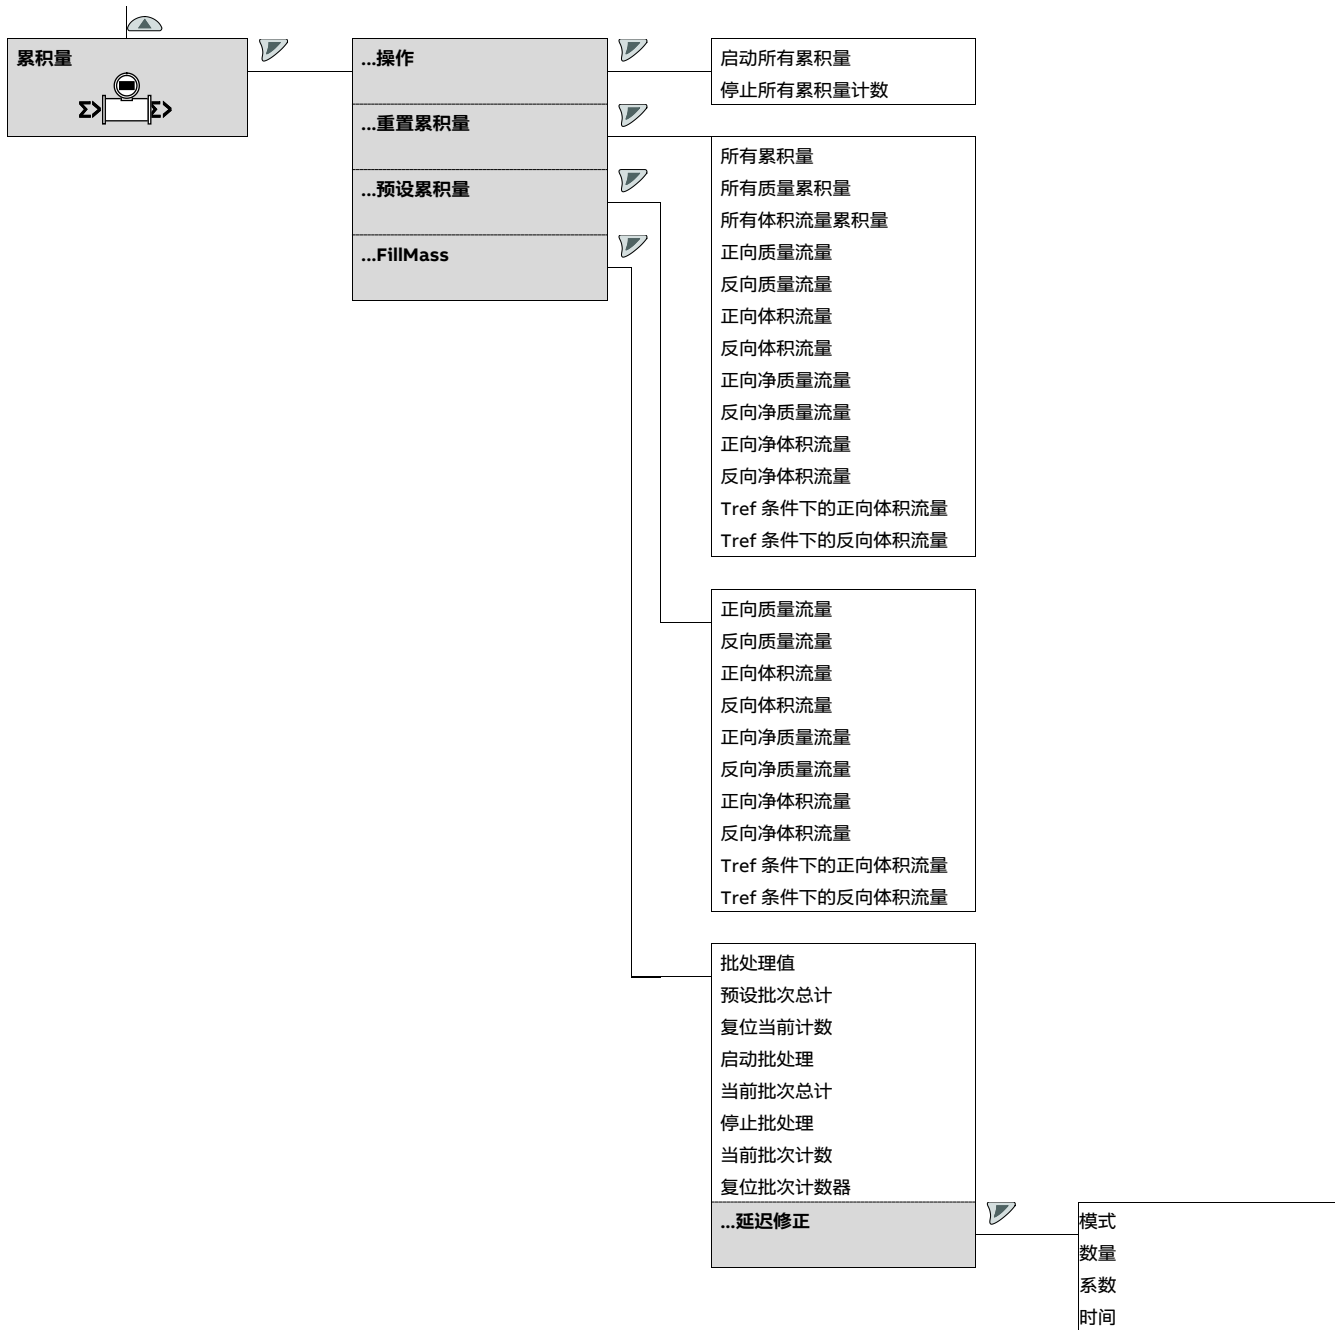 累积量
Σ> Σ>
...操作
...重置累积量
...预设累积量
...FillMass
启动所有累积量
停止所有累积量计数
所有累积量
所有质量累积量
所有体积流量累积量
正向质量流量
反向质量流量
正向体积流量
反向体积流量
正向净质量流量
反向净质量流量
正向净体积流量
反向净体积流量
Tref 条件下的正向体积流量
Tref 条件下的反向体积流量
正向质量流量
反向质量流量
正向体积流量
反向体积流量
正向净质量流量
反向净质量流量
正向净体积流量
反向净体积流量
Tref 条件下的正向体积流量
Tref 条件下的反向体积流量
批处理值
预设批次总计
复位当前计数
启动批处理
当前批次总计
停止批处理
当前批次计数
复位批次计数器
...延迟修正
模式
数量
系数
时间